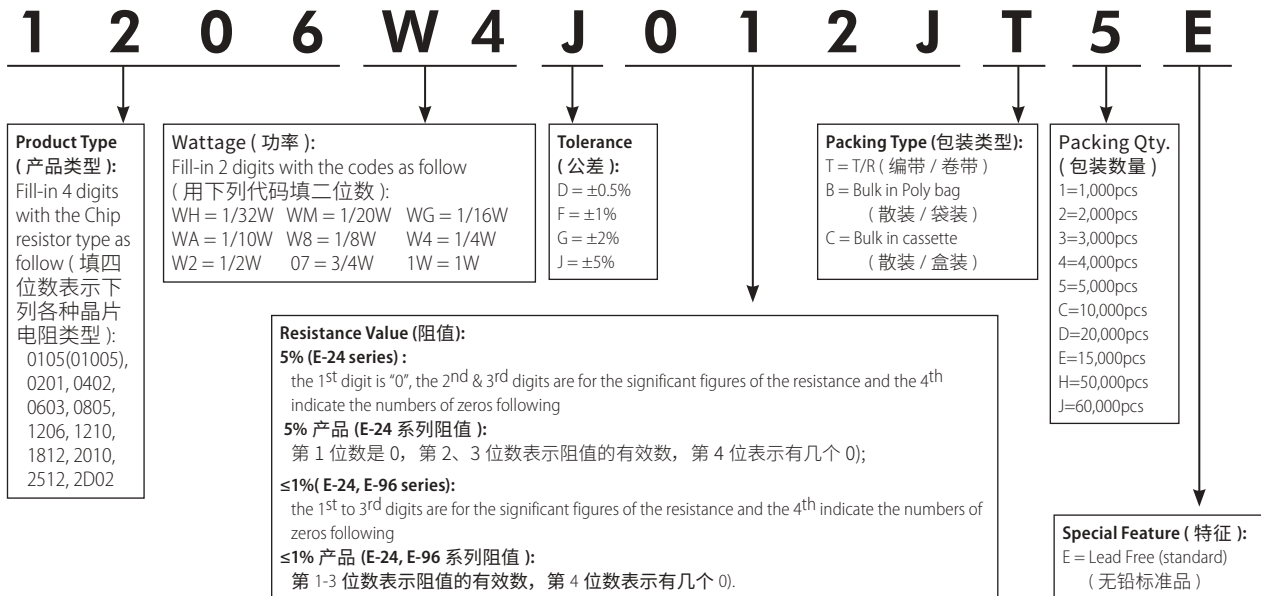 1 2 0 6 W 4 J 0 1 2 J T 5 E
Product Type
( 产品类型 ):
Fill-in 4 digits
with the Chip
resistor type as
follow ( 填四
位数表示下
列各种晶片
电阻类型 ):
0105(01005),
0201, 0402,
0603, 0805,
1206, 1210,
1812, 2010,
2512, 2D02
Wattage ( 功率 ):
Fill-in 2 digits with the codes as follow
( 用下列代码填二位数 ):
WH = 1/32W WM = 1/20W WG = 1/16W
WA = 1/10W W8 = 1/8W W4 = 1/4W
W2 = 1/2W 07 = 3/4W 1W = 1W
Tolerance
( 公差 ):
D = ±0.5%
F = ±1%
G = ±2%
J = ±5%
Packing Type (包装类型):
T = T/R ( 编带 / 卷带 )
B = Bulk in Poly bag
( 散装 / 袋装 )
C = Bulk in cassette
( 散装 / 盒装 )
Packing Qty.
( 包装数量 )
1=1,000pcs
2=2,000pcs
3=3,000pcs
4=4,000pcs
5=5,000pcs
C=10,000pcs
D=20,000pcs
E=15,000pcs
H=50,000pcs
J=60,000pcs
Resistance Value (阻值):
5% (E-24 series) :
the 1st digit is “0”, the 2nd & 3rd digits are for the significant figures of the resistance and the 4th
indicate the numbers of zeros following
5% 产品 (E-24 系列阻值 ):
第 1 位数是 0，第 2、3 位数表示阻值的有效数，第 4 位表示有几个 0);
≤1%( E-24, E-96 series):
the 1st to 3rd digits are for the significant figures of the resistance and the 4th indicate the numbers of
zeros following
≤1% 产品 (E-24, E-96 系列阻值 ):
第 1-3 位数表示阻值的有效数，第 4 位数表示有几个 0).
Special Feature ( 特征 ):
E = Lead Free (standard)
( 无铅标准品 )